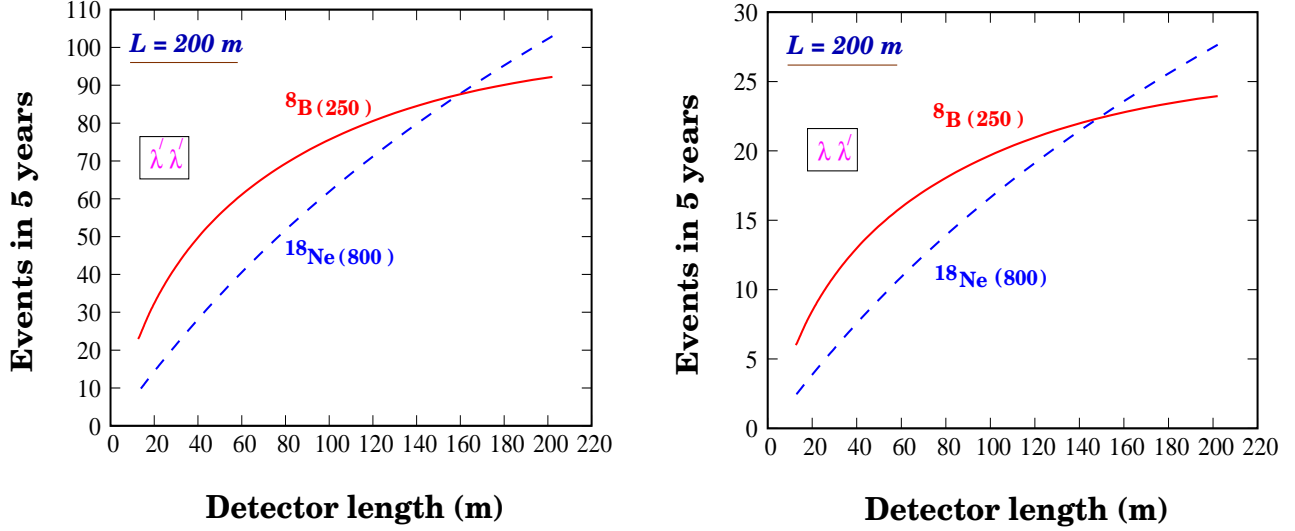 110
100
90
80
70
60
50
40
30
20
10
0
Events in 5 years
L = 200 m
⁸B (250)
λ′ λ′
¹⁸Ne (800)
0 20 40 60 80 100 120 140 160 180 200 220
Detector length (m)
30
25
20
15
10
5
0
Events in 5 years
L = 200 m
⁸B (250)
λ λ′
¹⁸Ne (800)
0 20 40 60 80 100 120 140 160 180 200 220
Detector length (m)